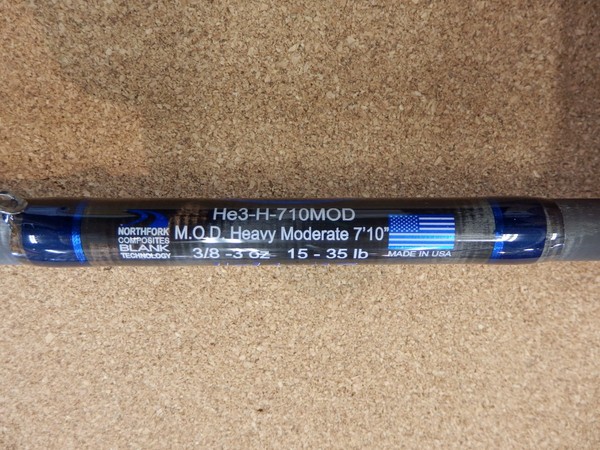 He3-H-710MOD
NORTHFORK
COMPOSITES
BLANK
TECHNOLOGY
M.O.D. Heavy Moderate 7'10"
3/8 -3 oz 15 - 35 lb
MADE IN USA